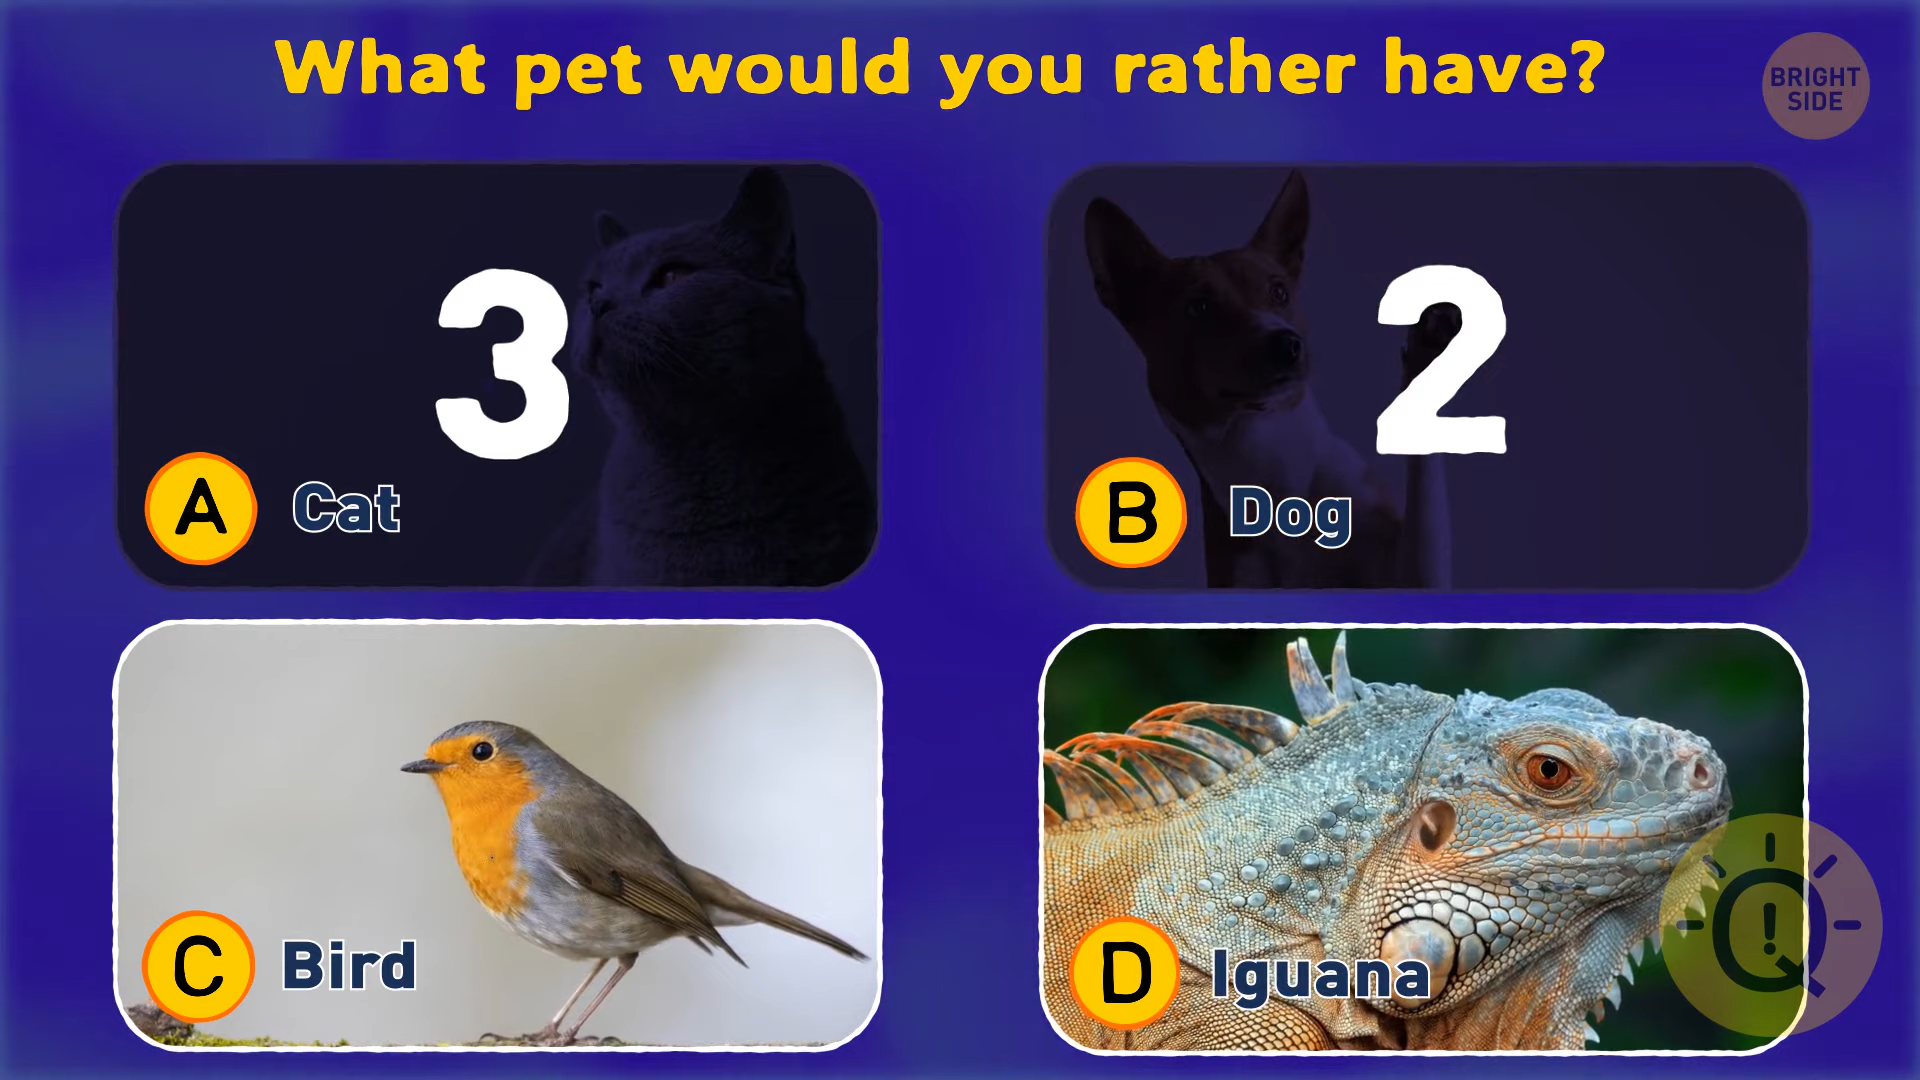 What pet would you rather have?
BRIGHT
SIDE
3
2
A Cat
B Dog
C Bird
D Iguana
Q!